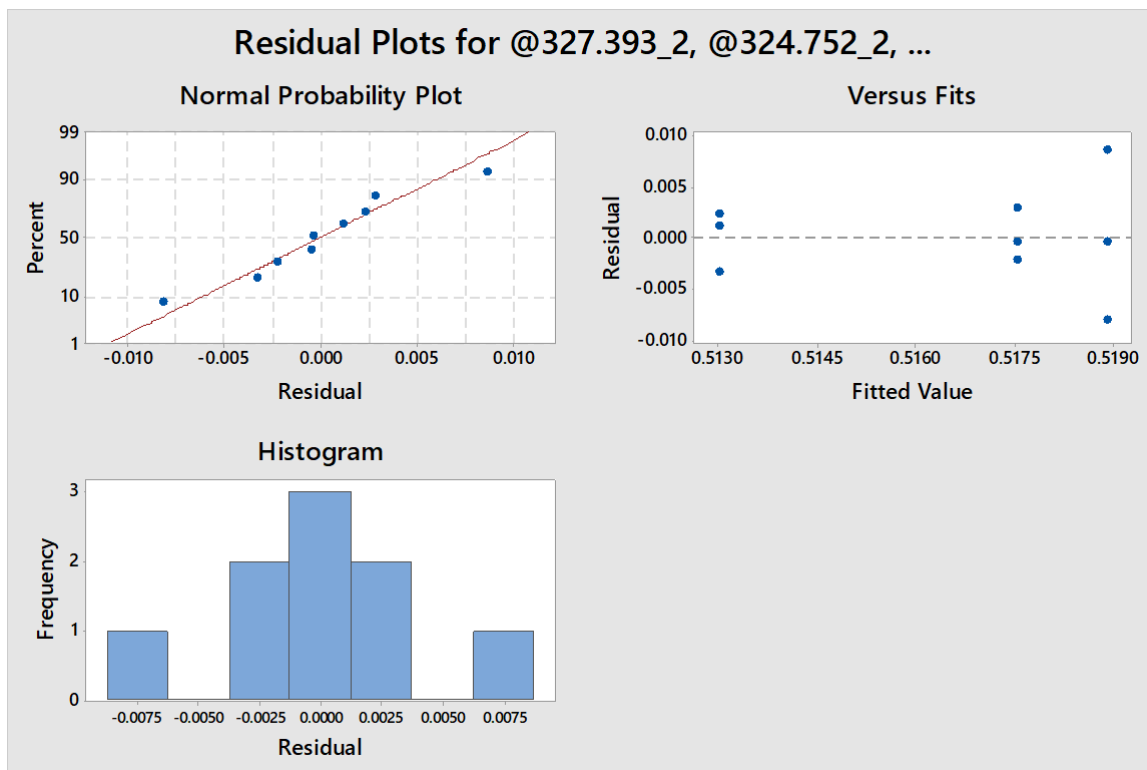 Residual Plots for @327.393_2, @324.752_2, ...
Normal Probability Plot
99
90
50
10
1
Percent
-0.010 -0.005 0.000 0.005 0.010
Residual
Versus Fits
0.010
0.005
0.000
-0.005
-0.010
Residual
0.5130 0.5145 0.5160 0.5175 0.5190
Fitted Value
Histogram
3
2
1
0
Frequency
-0.0075 -0.0050 -0.0025 0.0000 0.0025 0.0050 0.0075
Residual